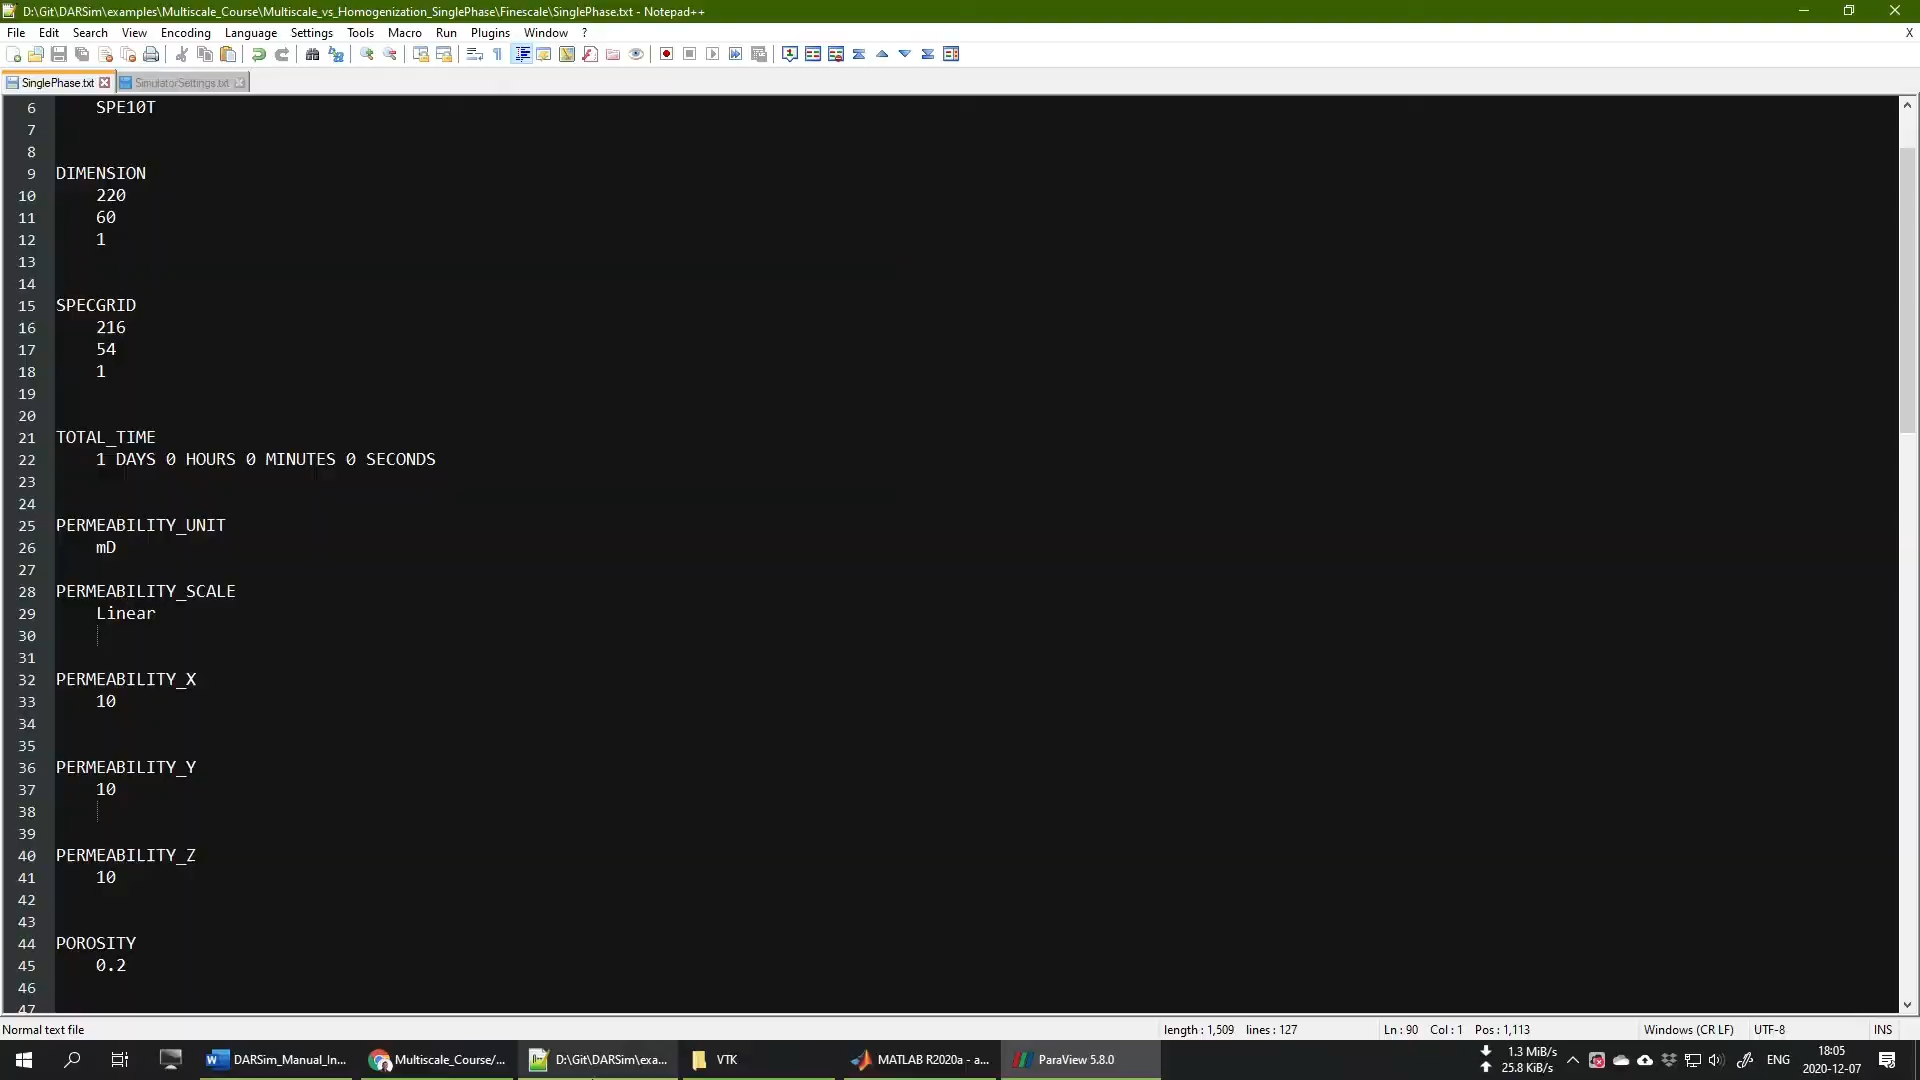 D:\Git\DARSim\examples\Multiscale_Course\Multiscale_vs_Homogenization_SinglePhase\Finescale\SinglePhase.txt - Notepad++
File Edit Search View Encoding Language Settings Tools Macro Run Plugins Window ? X
SinglePhase.txt SimulatorSettings.txt
6 SPE10T
7
8
9 DIMENSION
10 220
11 60
12 1
13
14
15 SPECGRID
16 216
17 54
18 1
19
20
21 TOTAL_TIME
22 1 DAYS 0 HOURS 0 MINUTES 0 SECONDS
23
24
25 PERMEABILITY_UNIT
26 mD
27
28 PERMEABILITY_SCALE
29 Linear
30
31
32 PERMEABILITY_X
33 10
34
35
36 PERMEABILITY_Y
37 10
38
39
40 PERMEABILITY_Z
41 10
42
43
44 POROSITY
45 0.2
46
47
Normal text file length : 1,509 lines : 127 Ln : 90 Col : 1 Pos : 1,113 Windows (CR LF) UTF-8 INS
DARSim_Manual_In... Multiscale_Course/... D:\Git\DARSim\exa... VTK MATLAB R2020a - a... ParaView 5.8.0 1.3 MiB/s ENG 18:05
25.8 KiB/s 2020-12-07